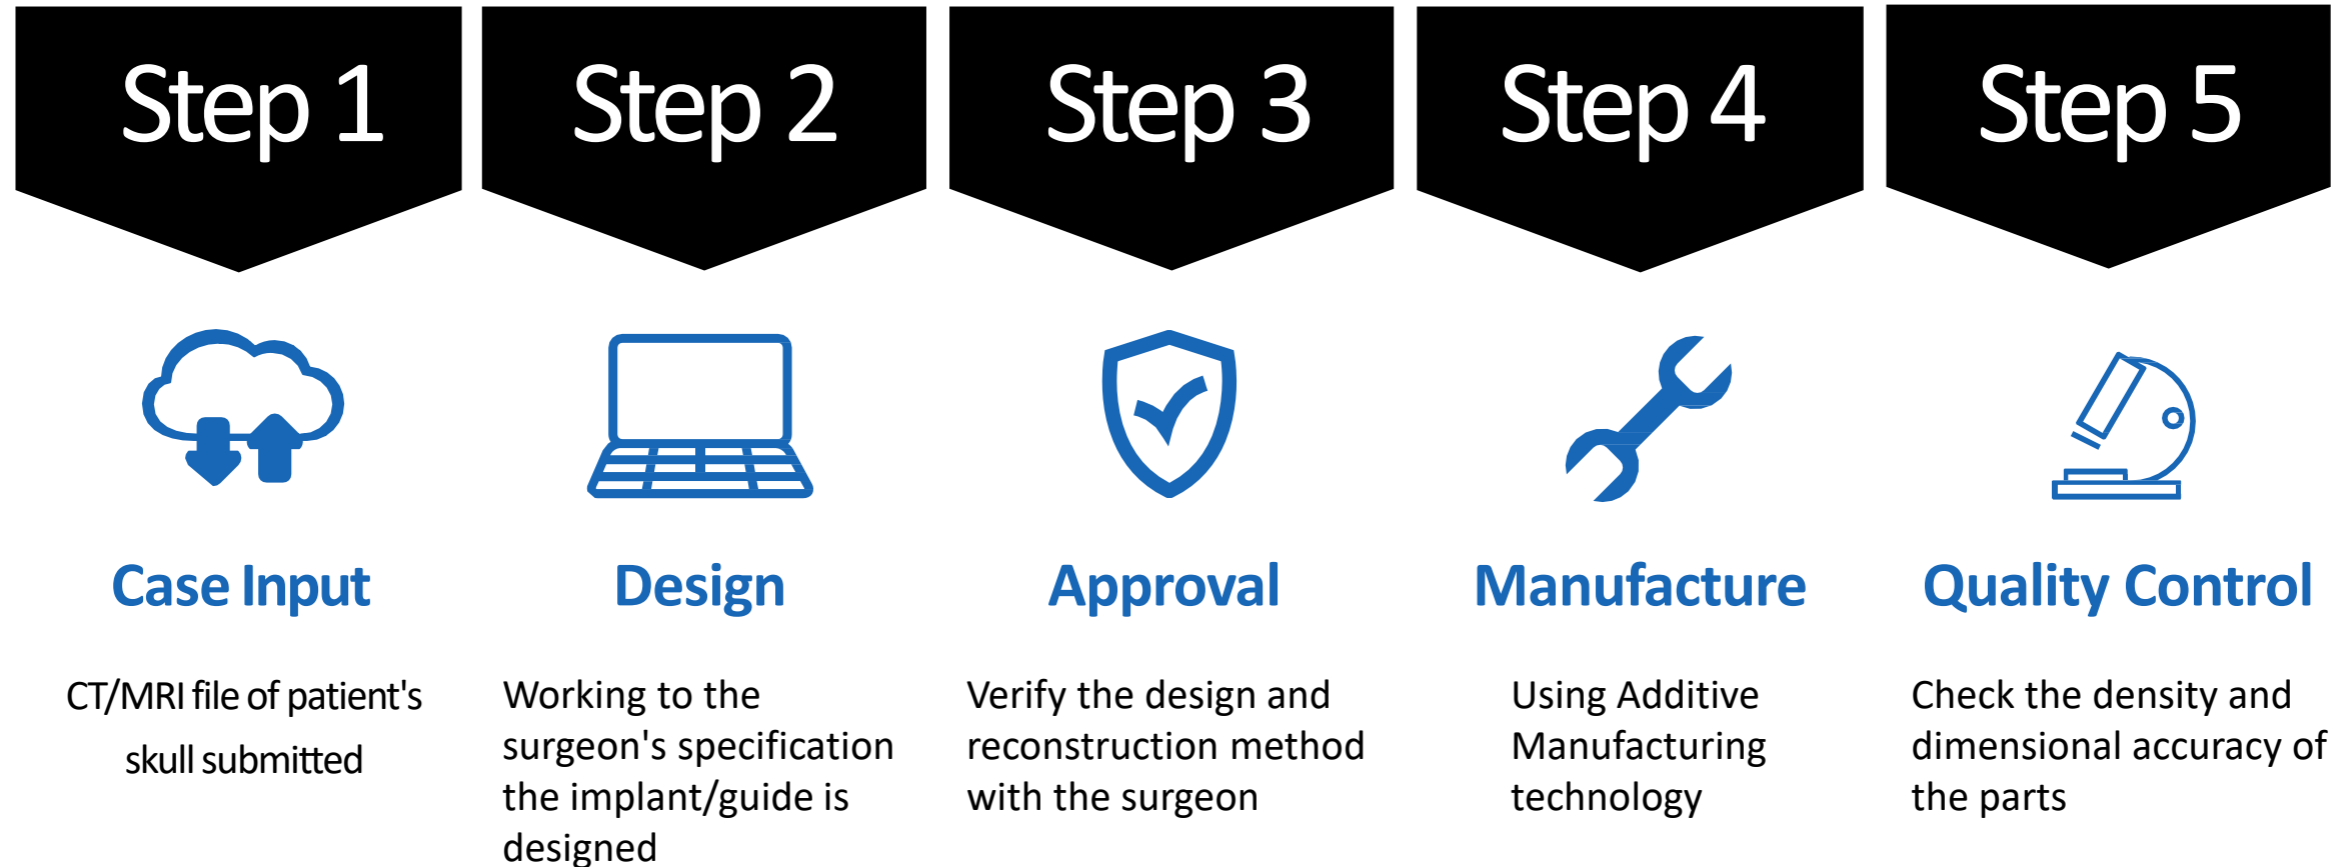 Step 1
Step 2
Step 3
Step 4
Step 5
Case Input
Design
Approval
Manufacture
Quality Control
CT/MRI file of patient's
skull submitted
Working to the
surgeon's specification
the implant/guide is
designed
Verify the design and
reconstruction method
with the surgeon
Using Additive
Manufacturing
technology
Check the density and
dimensional accuracy of
the parts